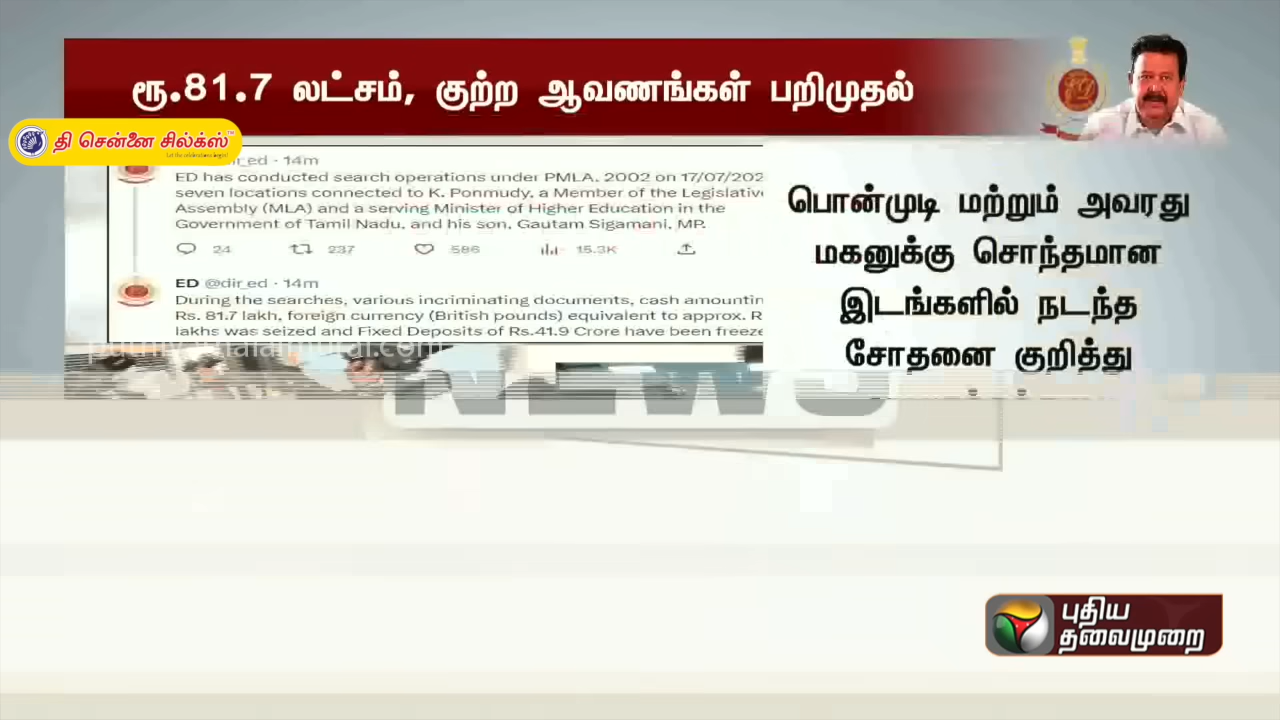 ரூ.81.7 லட்சம், குற்ற ஆவணங்கள் பறிமுதல்
தி சென்னை சில்க்ஸ்
ir_ed · 14m
ED has conducted search operations under PMLA, 2002 on 17/07/202
seven locations connected to K. Ponmudy, a Member of the Legislative
Assembly (MLA) and a serving Minister of Higher Education in the
Government of Tamil Nadu, and his son, Gautam Sigamani, MP.
24 237 586 15.3K
ED @dir_ed · 14m
During the searches, various incriminating documents, cash amountin
Rs. 81.7 lakh, foreign currency (British pounds) equivalent to approx. R
lakhs was seized and Fixed Deposits of Rs.41.9 Crore have been freeze
puthiyathalaimurai.com
பொன்முடி மற்றும் அவரது
மகனுக்கு சொந்தமான
இடங்களில் நடந்த
சோதனை குறித்து
NEWS
புதிய
தலைமுறை